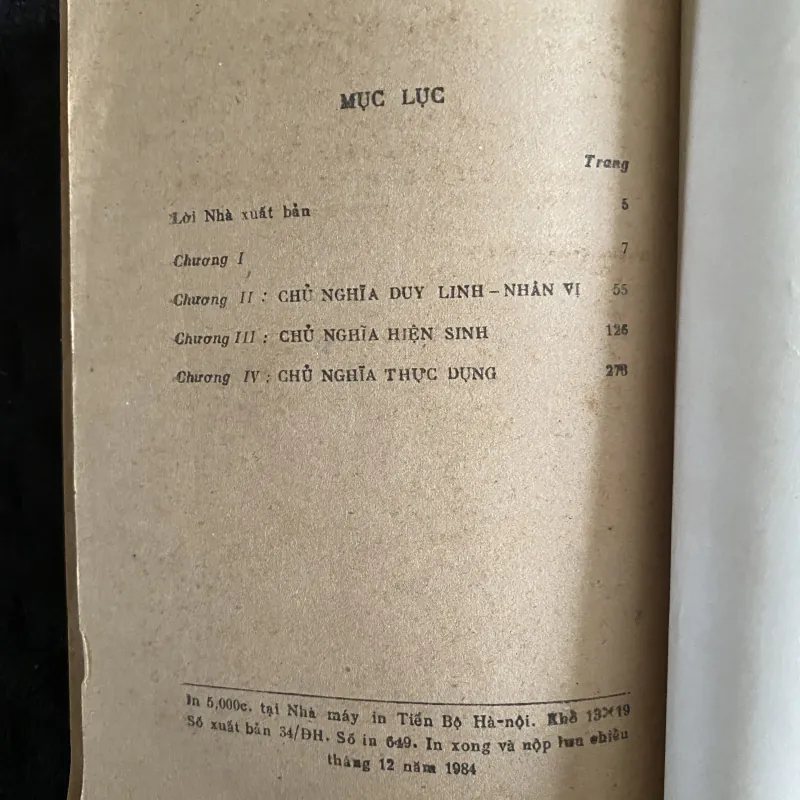 MỤC LỤC
Trang
Lời Nhà xuất bản 5
Chương I 7
Chương II : CHỦ NGHĨA DUY LINH – NHÂN VỊ 55
Chương III : CHỦ NGHĨA HIỆN SINH 126
Chương IV : CHỦ NGHĨA THỰC DỤNG
In 5,000c. tại Nhà máy in Tiến Bộ Hà-nội. Khổ 13×19
Số xuất bản 34/ĐH. Số in 649. In xong và nộp lưu chiểu
tháng 12 năm 1984